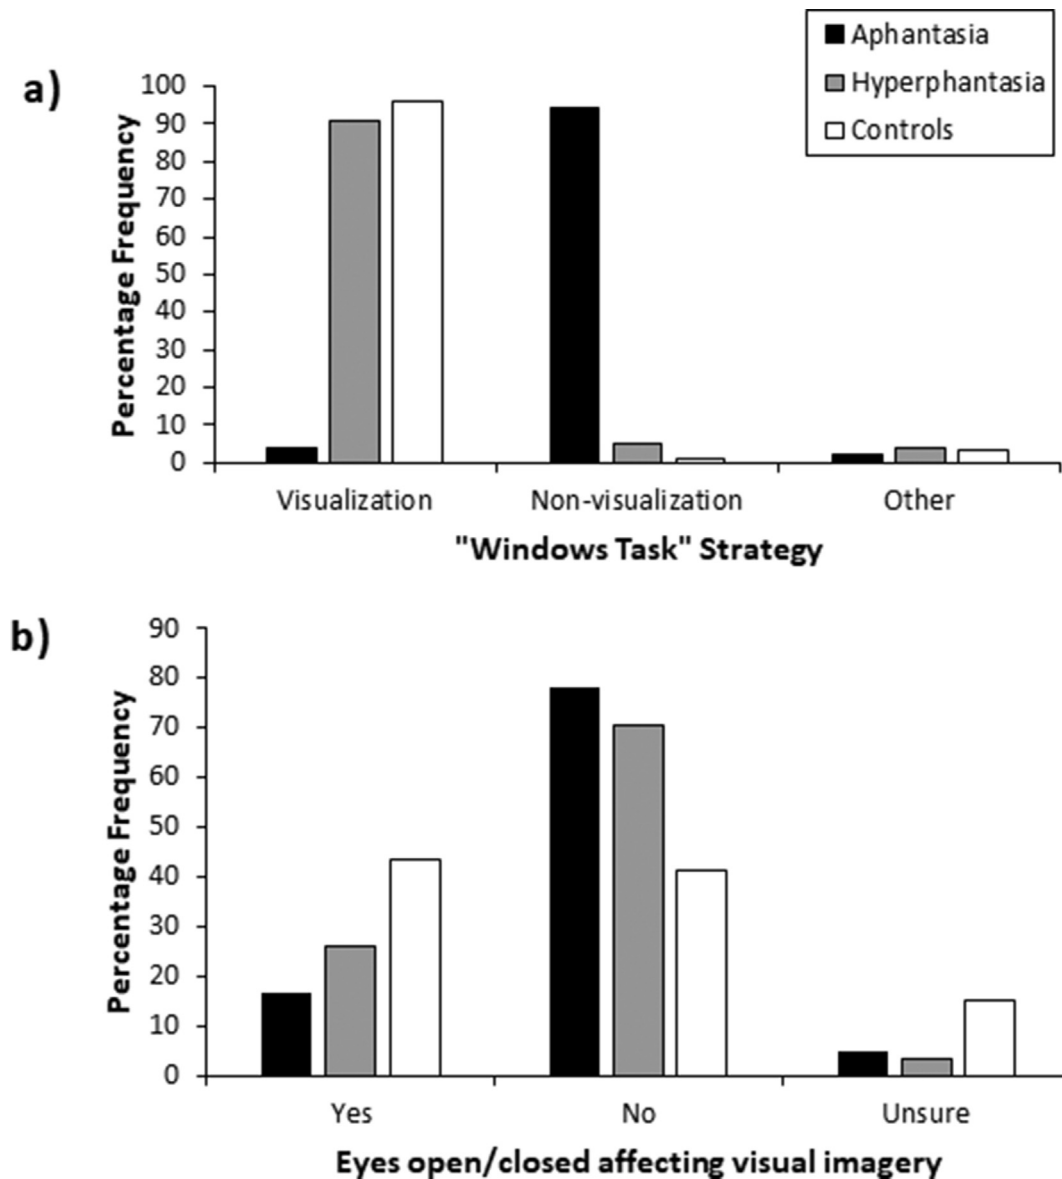 Aphantasia
Hyperphantasia
Controls
a)
Percentage Frequency
100
90
80
70
60
50
40
30
20
10
0
Visualization Non-visualization Other
"Windows Task" Strategy
b)
Percentage Frequency
90
80
70
60
50
40
30
20
10
0
Yes No Unsure
Eyes open/closed affecting visual imagery